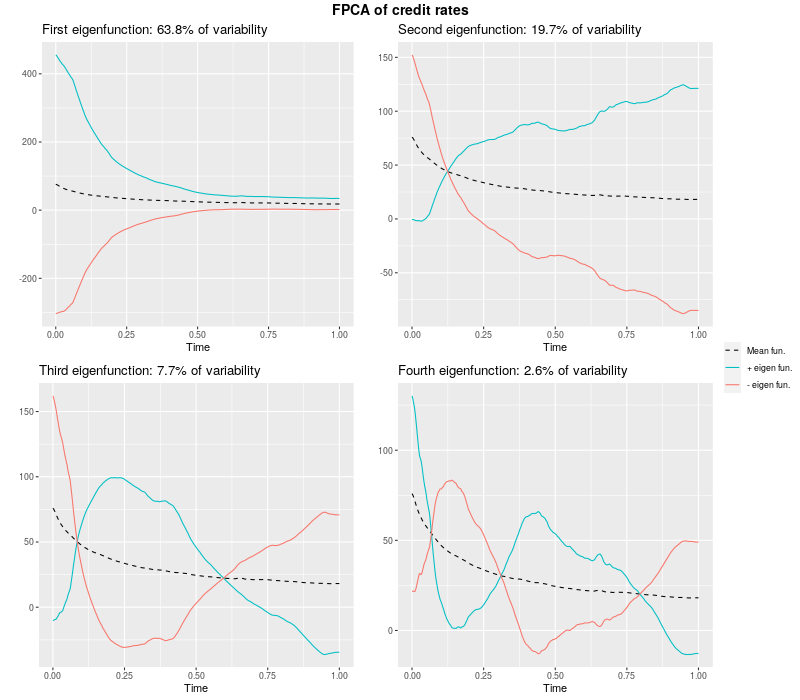 FPCA of credit rates
First eigenfunction: 63.8% of variability
400
200
0
-200
0.00 0.25 0.50 0.75 1.00
Time
Second eigenfunction: 19.7% of variability
150
100
50
0
-50
0.00 0.25 0.50 0.75 1.00
Time
Mean fun.
+ eigen fun.
- eigen fun.
Third eigenfunction: 7.7% of variability
150
100
50
0
0.00 0.25 0.50 0.75 1.00
Time
Fourth eigenfunction: 2.6% of variability
100
50
0
0.00 0.25 0.50 0.75 1.00
Time